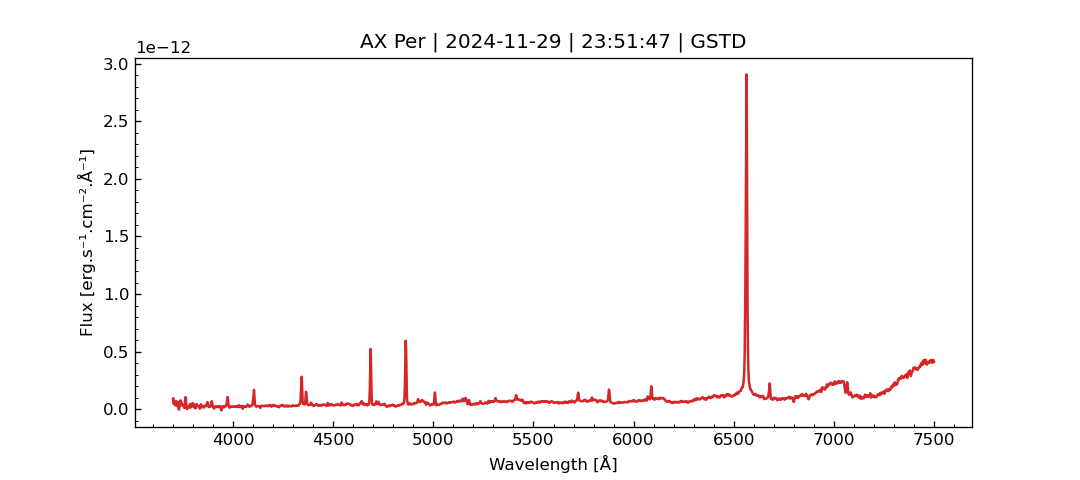 AX Per | 2024-11-29 | 23:51:47 | GSTD
1e−12
3.0
2.5
2.0
1.5
1.0
0.5
0.0
Flux [erg.s⁻¹.cm⁻².Å⁻¹]
4000 4500 5000 5500 6000 6500 7000 7500
Wavelength [Å]